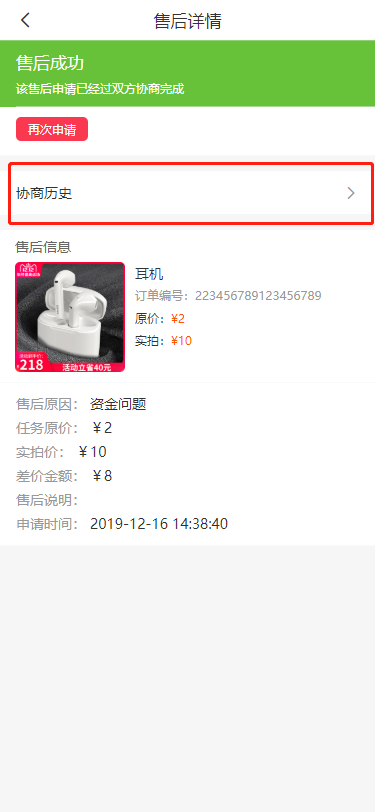 售后详情
售后成功
该售后申请已经过双方协商完成
再次申请
协商历史
售后信息
耳机
订单编号：223456789123456789
原价：¥2
实拍：¥10
218
活动立省40元
售后原因：资金问题
任务原价：￥2
实拍价：￥10
差价金额：￥8
售后说明：
申请时间：2019-12-16 14:38:40